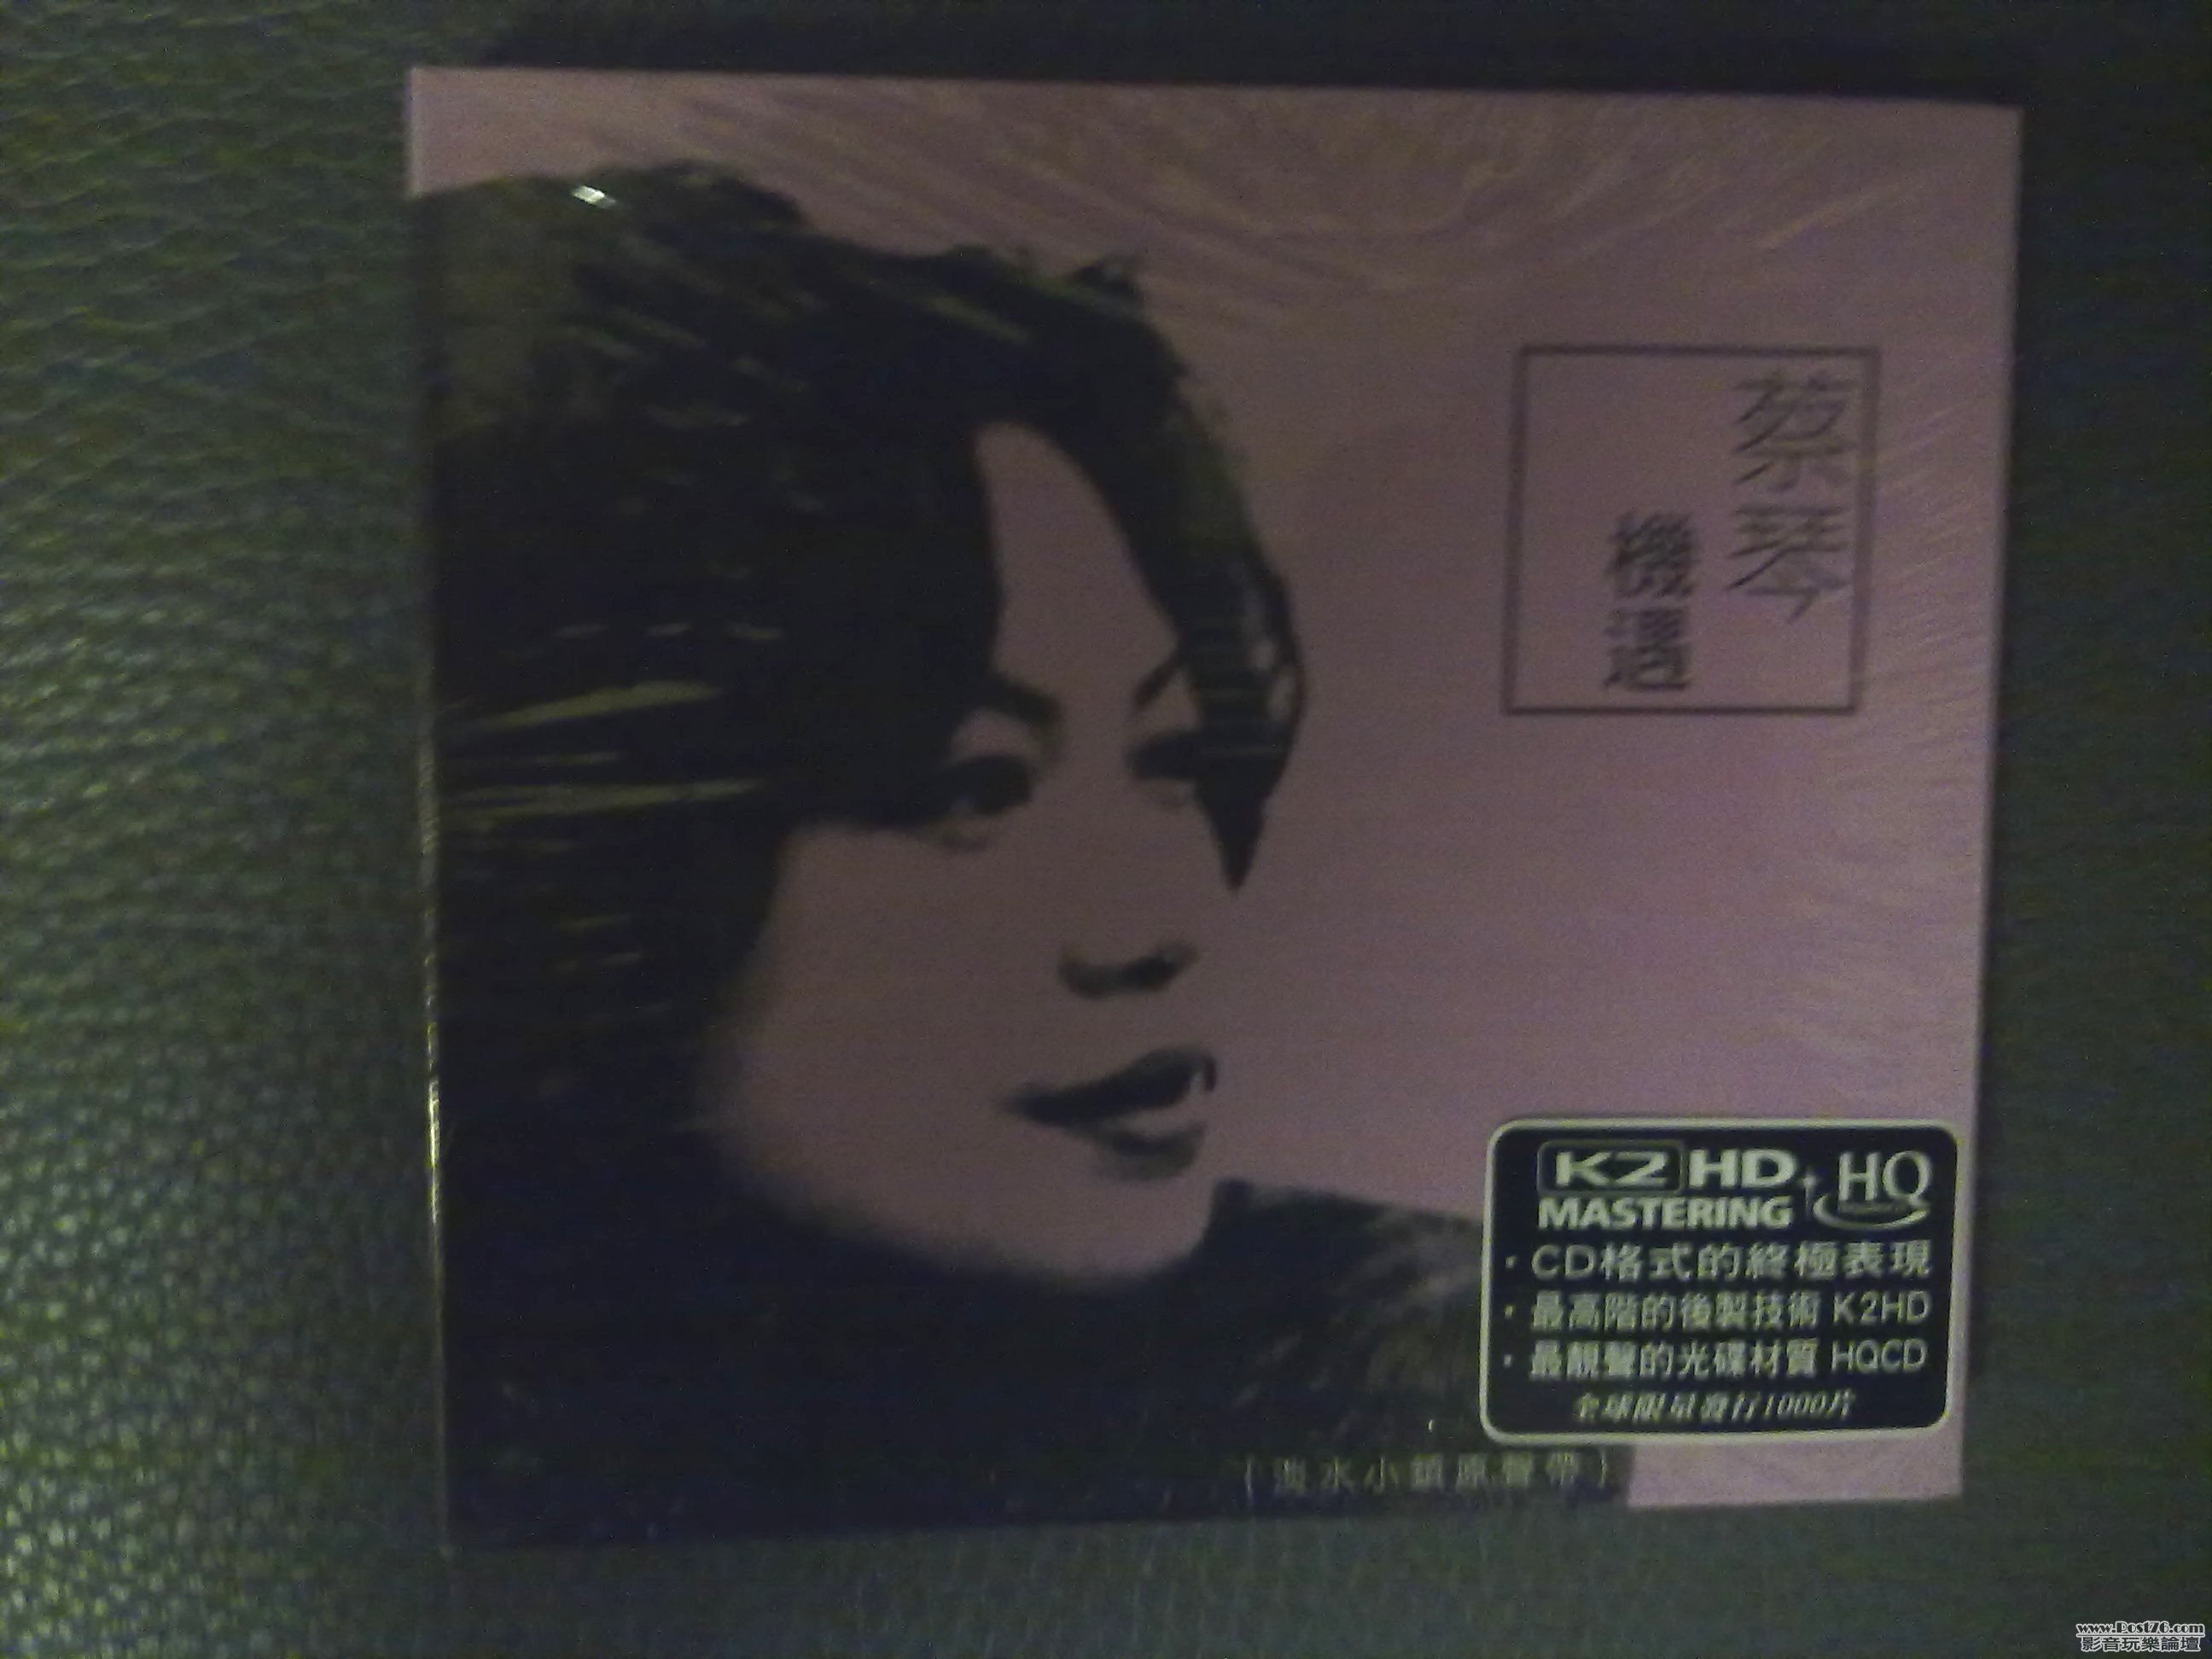 蔡琴
機遇
K2HD HQ
MASTERING
・CD格式的終極表現
・最高階的後製技術 K2HD
・最靚聲的光碟材質 HQCD
全球限量發行1000片
{淡水小鎮原聲帶}
www.Post76.com
影音玩樂論壇